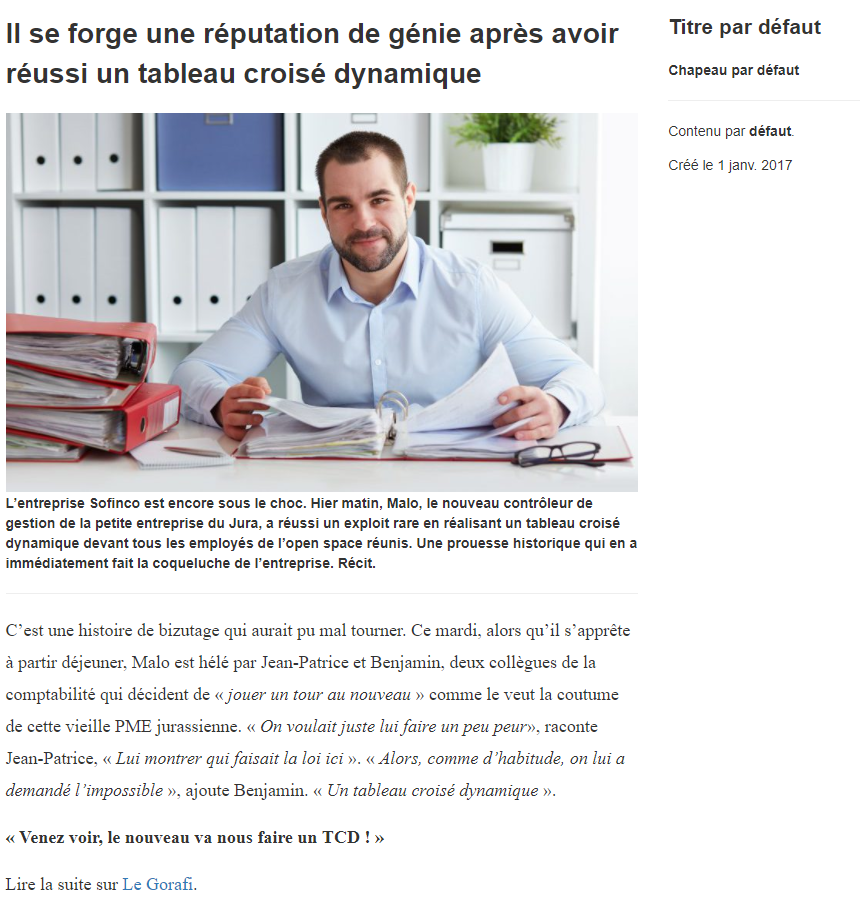 Il se forge une réputation de génie après avoir
réussi un tableau croisé dynamique
L’entreprise Sofinco est encore sous le choc. Hier matin, Malo, le nouveau contrôleur de
gestion de la petite entreprise du Jura, a réussi un exploit rare en réalisant un tableau croisé
dynamique devant tous les employés de l’open space réunis. Une prouesse historique qui en a
immédiatement fait la coqueluche de l’entreprise. Récit.
C’est une histoire de bizutage qui aurait pu mal tourner. Ce mardi, alors qu’il s’apprête
à partir déjeuner, Malo est hélé par Jean-Patrice et Benjamin, deux collègues de la
comptabilité qui décident de « jouer un tour au nouveau » comme le veut la coutume
de cette vieille PME jurassienne. « On voulait juste lui faire un peu peur», raconte
Jean-Patrice, « Lui montrer qui faisait la loi ici ». « Alors, comme d’habitude, on lui a
demandé l’impossible », ajoute Benjamin. « Un tableau croisé dynamique ».
« Venez voir, le nouveau va nous faire un TCD ! »
Lire la suite sur Le Gorafi.
Titre par défaut
Chapeau par défaut
Contenu par défaut.
Créé le 1 janv. 2017